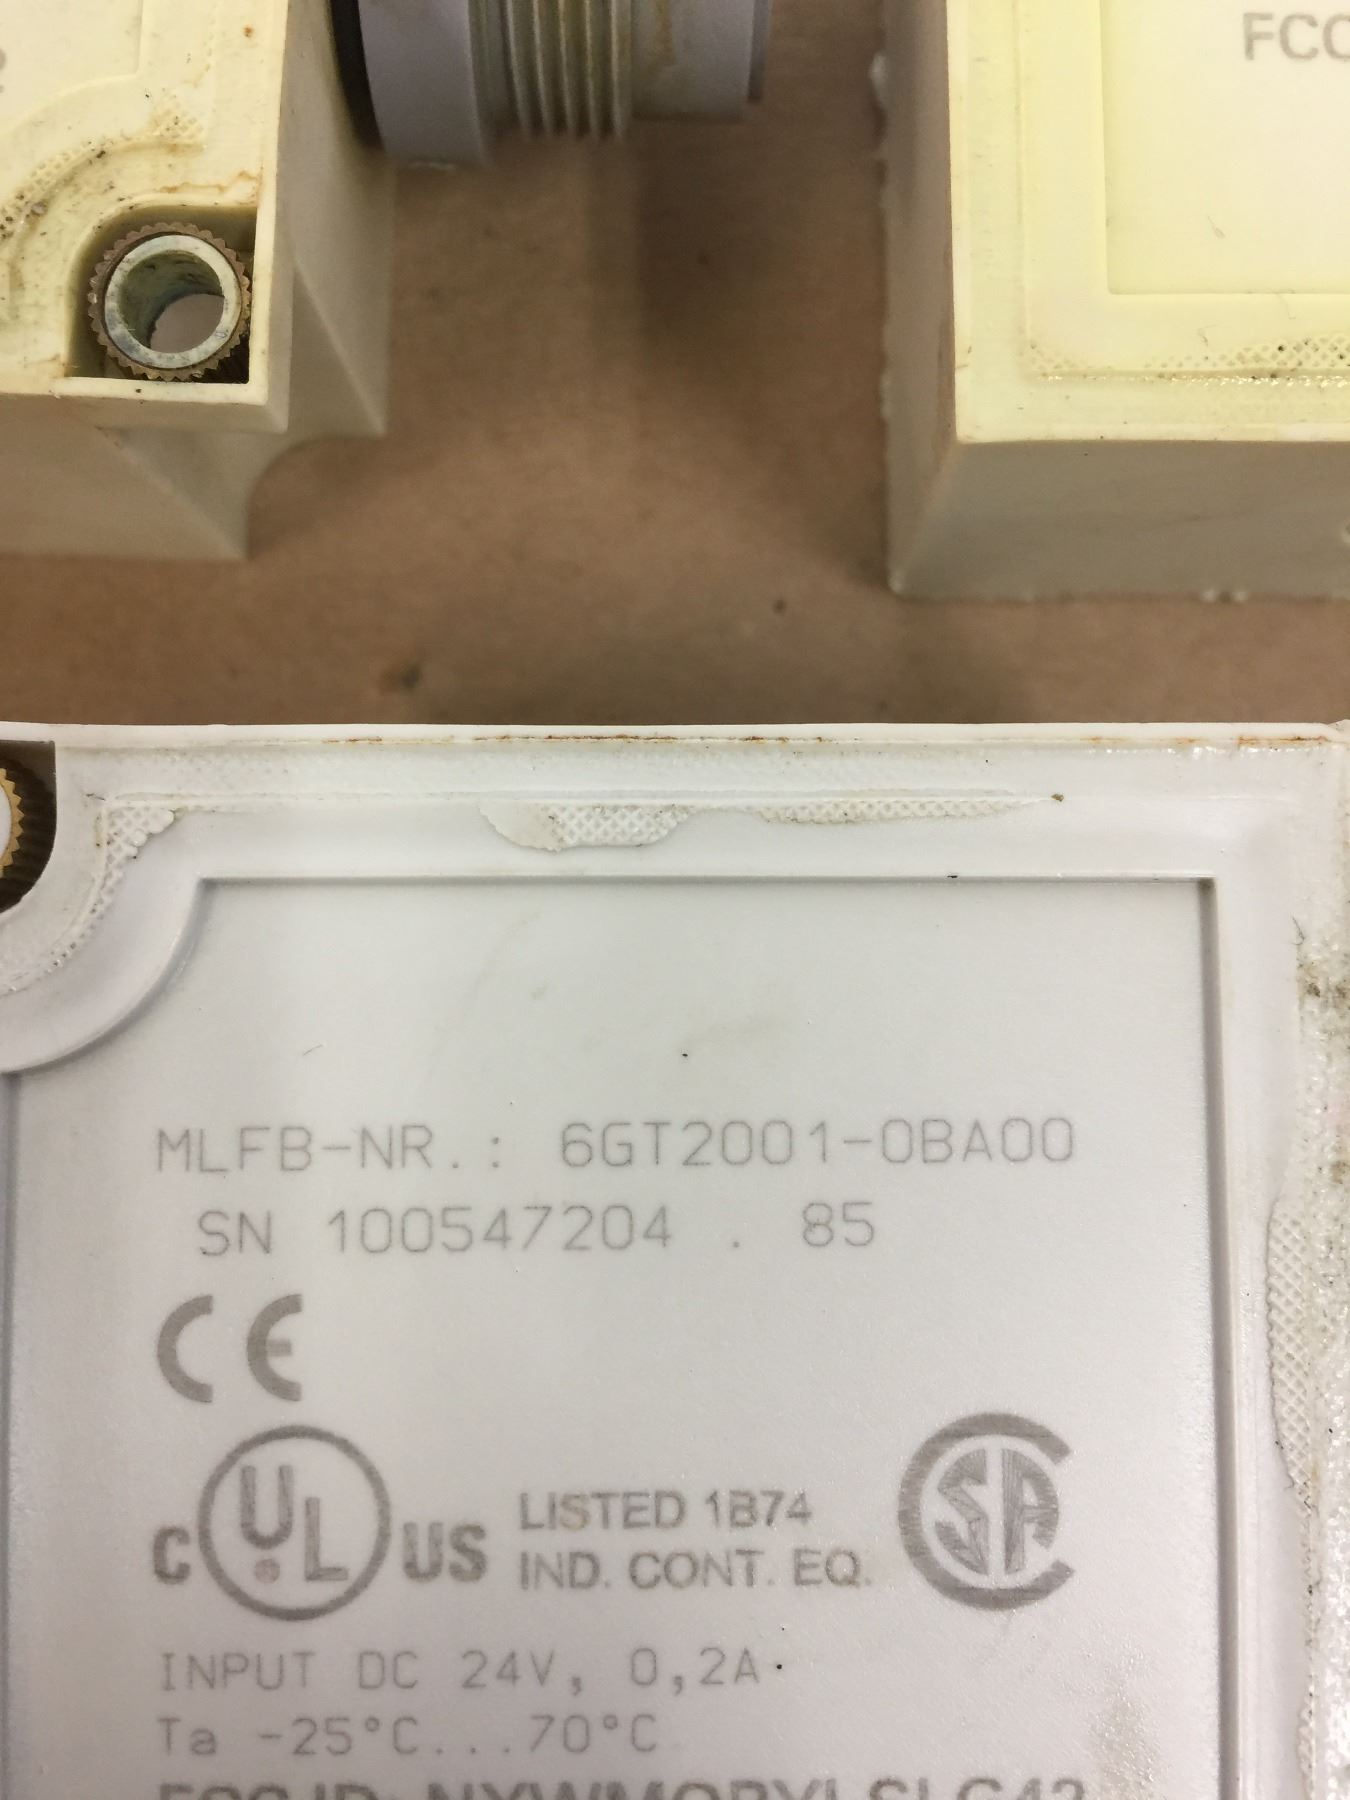 FCC
MLFB-NR.: 6GT2001-0BA00
SN 100547204 . 85
CE
C UL US LISTED 1B74
IND. CONT. EQ.
SA
INPUT DC 24V, 0,2A
Ta -25°C...70°C